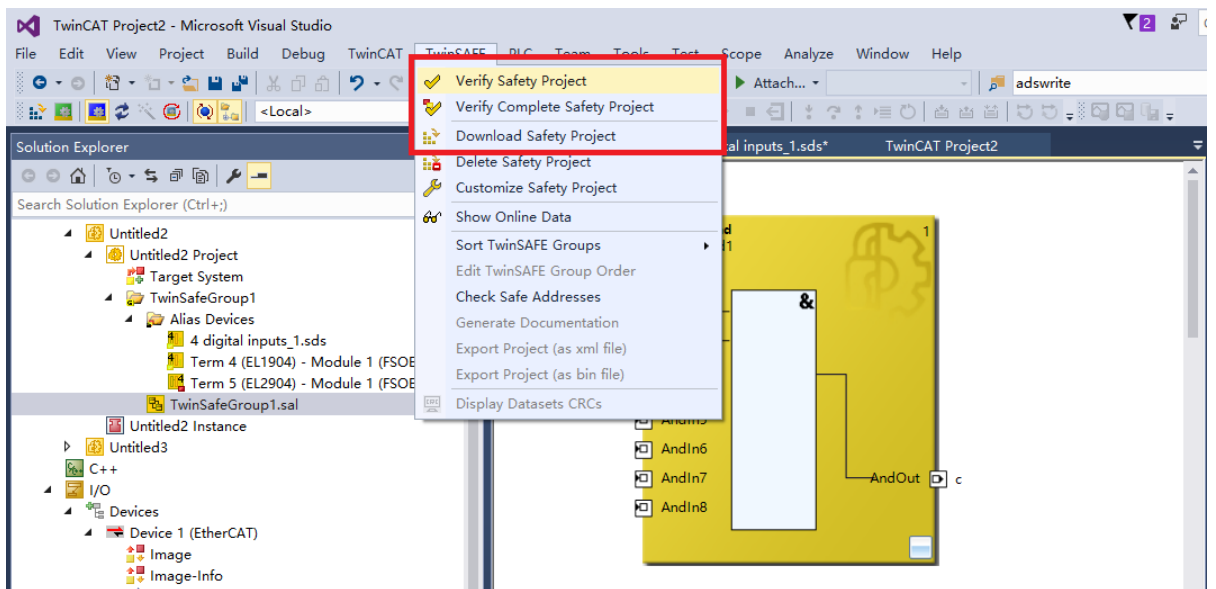 TwinCAT Project2 - Microsoft Visual Studio
2
File Edit View Project Build Debug TwinCAT TwinSAFE PLC Team Tools Test Scope Analyze Window Help
Attach...
adswrite
<Local>
Verify Safety Project
Verify Complete Safety Project
Download Safety Project
Delete Safety Project
Customize Safety Project
Show Online Data
Sort TwinSAFE Groups
Edit TwinSAFE Group Order
Check Safe Addresses
Generate Documentation
Export Project (as xml file)
Export Project (as bin file)
CRC Display Datasets CRCs
Solution Explorer
Search Solution Explorer (Ctrl+;)
Untitled2
Untitled2 Project
Target System
TwinSafeGroup1
Alias Devices
4 digital inputs_1.sds
Term 4 (EL1904) - Module 1 (FSOE
Term 5 (EL2904) - Module 1 (FSOE
TwinSafeGroup1.sal
Untitled2 Instance
Untitled3
C++
I/O
Devices
Device 1 (EtherCAT)
Image
Image-Info
inputs_1.sds*
TwinCAT Project2
1
&
AndIn5
AndIn6
AndIn7
AndIn8
AndOut
c